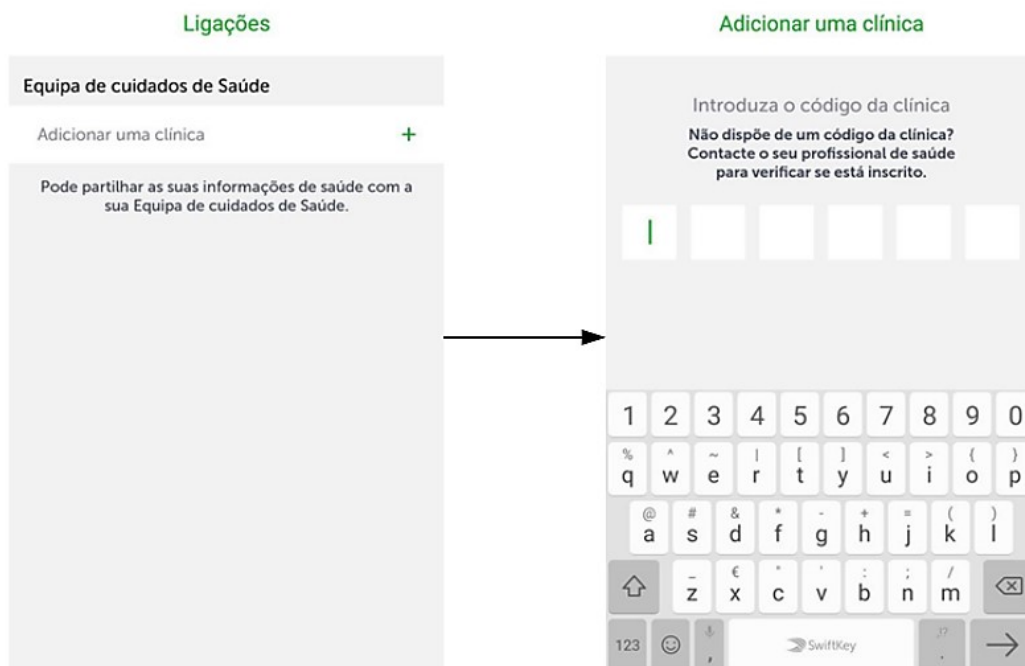 Ligações
Equipa de cuidados de Saúde
Adicionar uma clínica +
Pode partilhar as suas informações de saúde com a
sua Equipa de cuidados de Saúde.
Adicionar uma clínica
Introduza o código da clínica
Não dispõe de um código da clínica?
Contacte o seu profissional de saúde
para verificar se está inscrito.
1 2 3 4 5 6 7 8 9 0
% ^ ~ | [ ] < > { }
q w e r t y u i o p
@ # & * - + = ( )
a s d f g h j k l
_ € " ' : ; /
z x c v b n m
123 , SwiftKey !? .